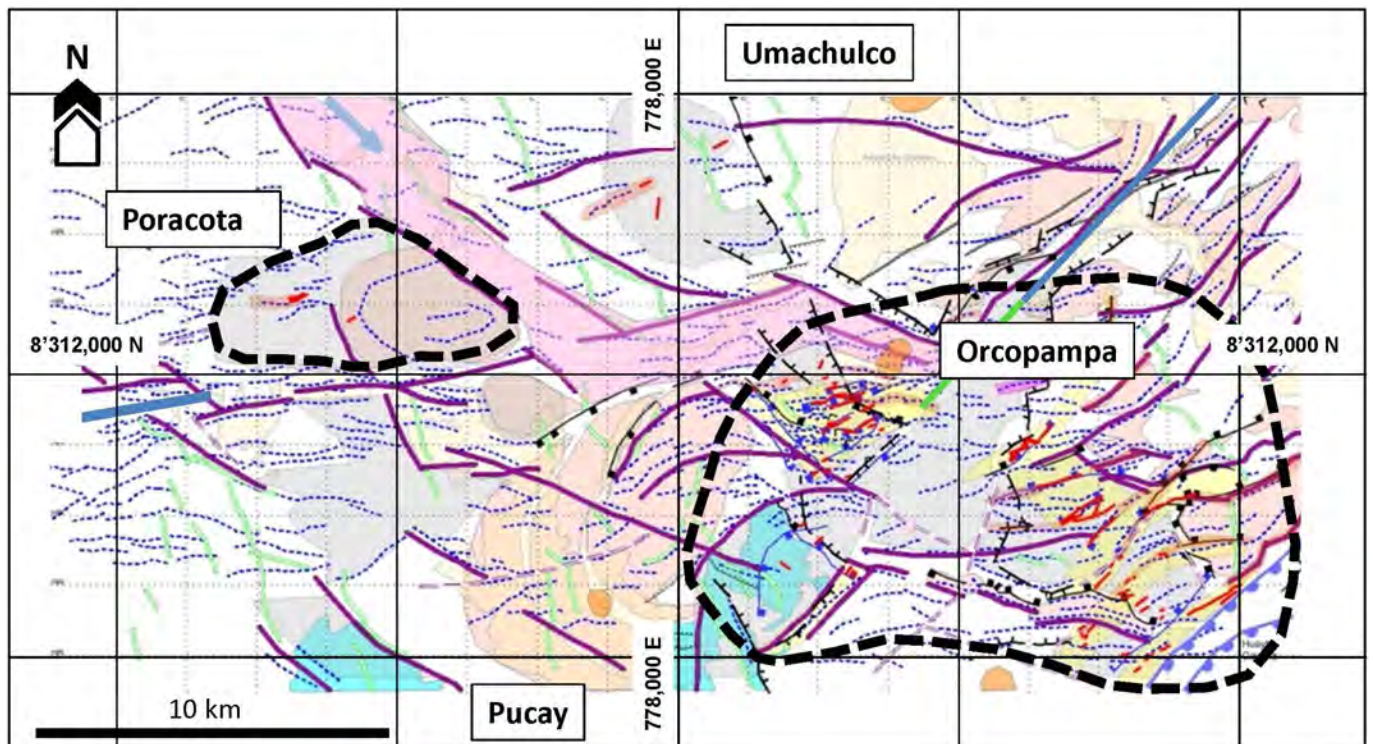 N
Umachulco
778,000 E
Poracota
8’312,000 N
Orcopampa
8’312,000 N
778,000 E
10 km
Pucay